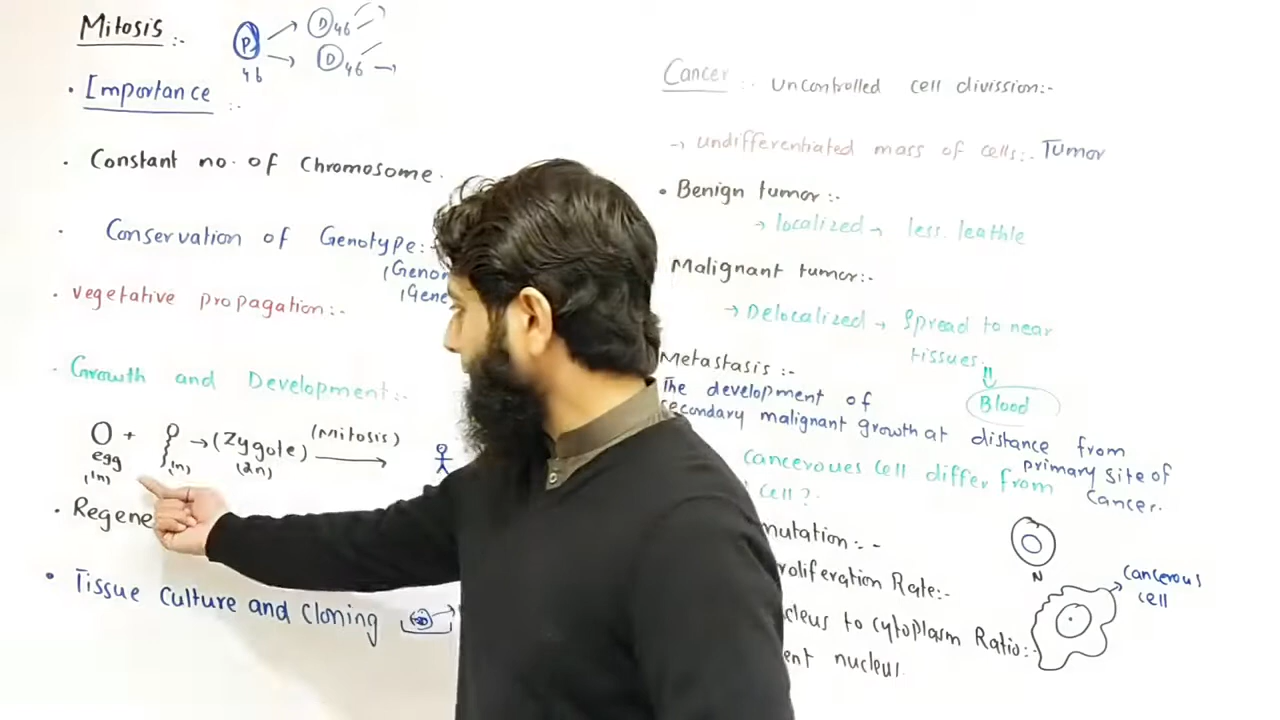 Mitosis :-
P 46
D 46
D 46
• Importance :-
• Constant no. of Chromosome.
• Conservation of Genotype:-
(Genom
(Gene
• vegetative propagation:-
• Growth and Development:-
O + → (Zygote) (Mitosis)
egg (1n) (1n) (2n)
• Regene
• Tissue Culture and Cloning
Cancer :- Uncontrolled cell divission:-
→ undifferentiated mass of cells:- Tumor
• Benign tumor:-
→ localized → less leathle
Malignant tumor:-
→ Delocalized → Spread to near
tissues.
Blood
Metastasis :-
The development of
secondary malignant growth at distance from
primary site of
Cancer.
Canceroues Cell differ from
Cell?
mutation:--
roliferation Rate:-
cleus to cytoplasm Ratio:-
ent nucleus.
N
Cancerous
cell